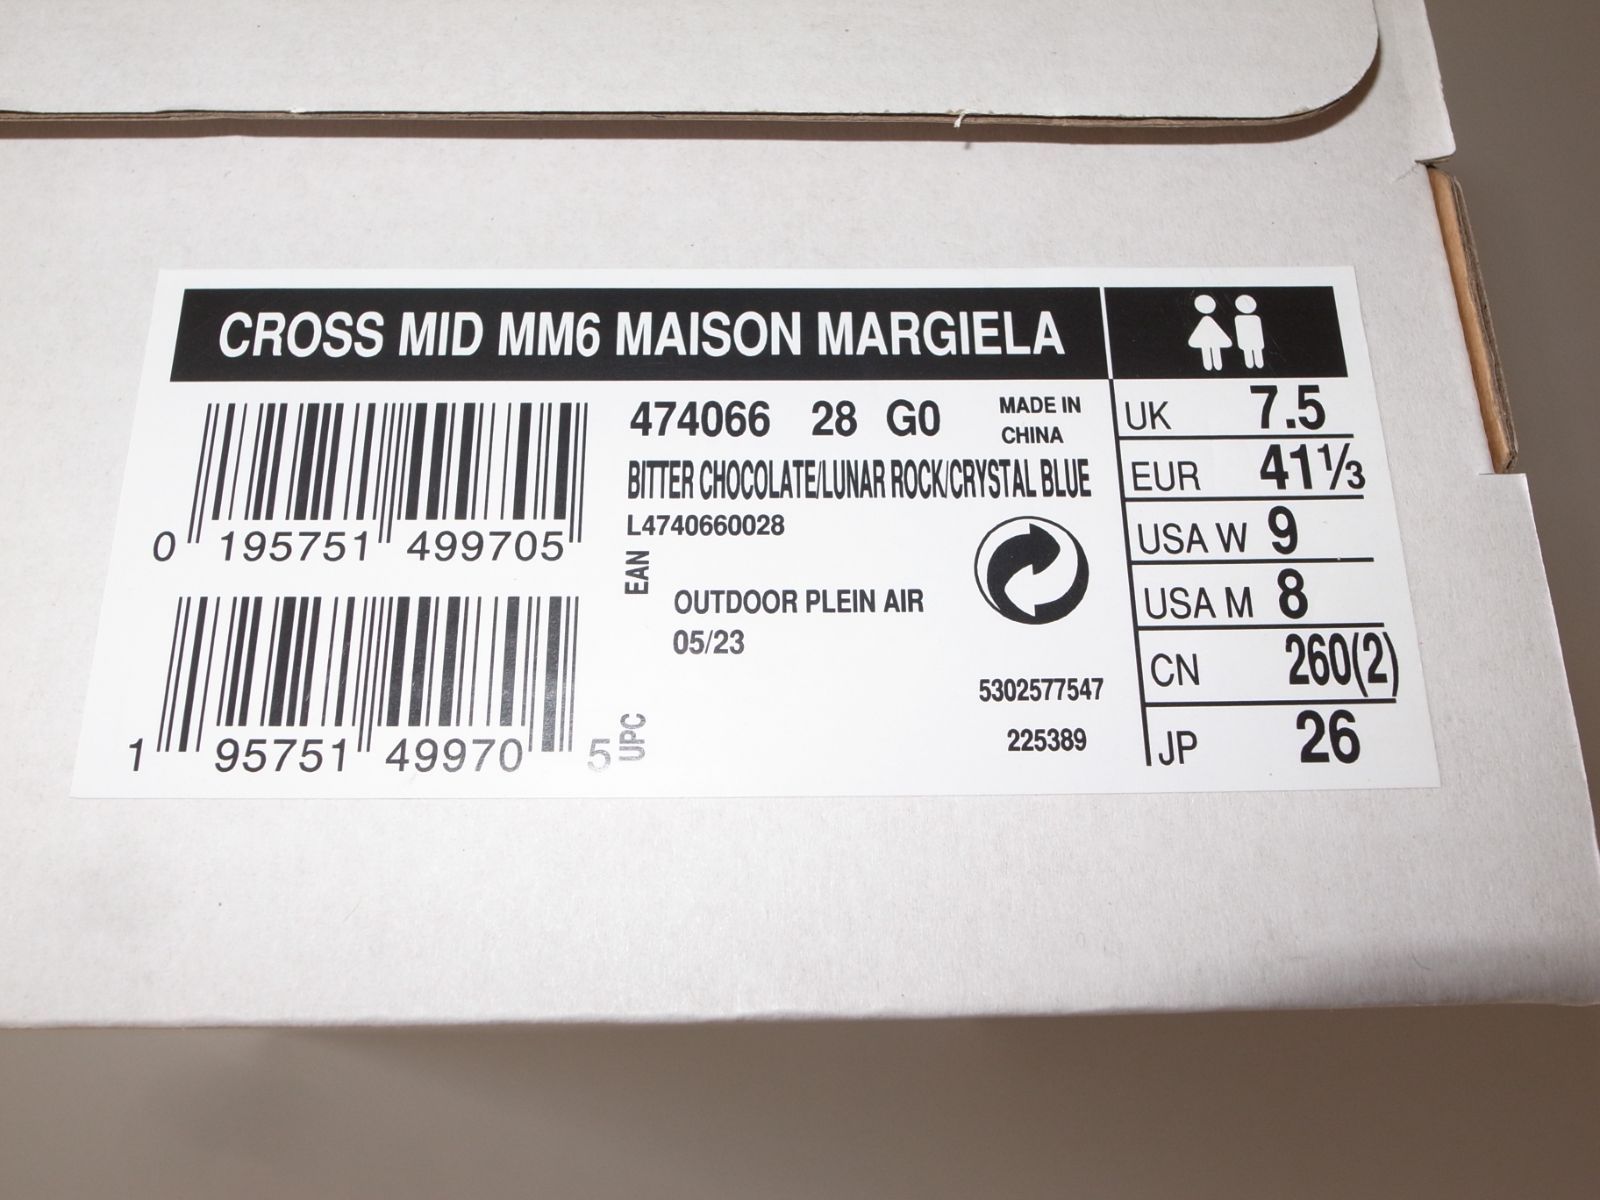 CROSS MID MM6 MAISON MARGIELA
474066 28 G0
MADE IN
CHINA
BITTER CHOCOLATE/LUNAR ROCK/CRYSTAL BLUE
L4740660028
0 195751 499705
EAN
OUTDOOR PLEIN AIR
05/23
1 95751 49970 5
UPC
5302577547
225389
UK 7.5
EUR 41⅓
USA W 9
USA M 8
CN 260(2)
JP 26